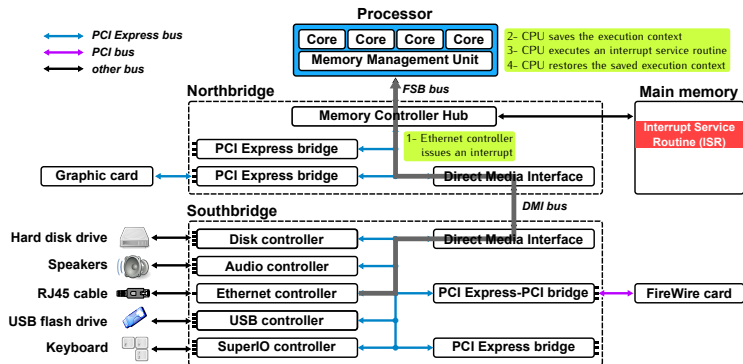 Processor
PCI Express bus
PCI bus
other bus
Core Core Core Core
Memory Management Unit
2- CPU saves the execution context
3- CPU executes an interrupt service routine
4- CPU restores the saved execution context
FSB bus
Northbridge
Main memory
Memory Controller Hub
Interrupt Service
Routine (ISR)
1- Ethernet controller
issues an interrupt
PCI Express bridge
Graphic card
PCI Express bridge
Direct Media Interface
DMI bus
Southbridge
Hard disk drive
Disk controller
Direct Media Interface
Speakers
Audio controller
RJ45 cable
Ethernet controller
PCI Express-PCI bridge
FireWire card
USB flash drive
USB controller
Keyboard
SuperIO controller
PCI Express bridge